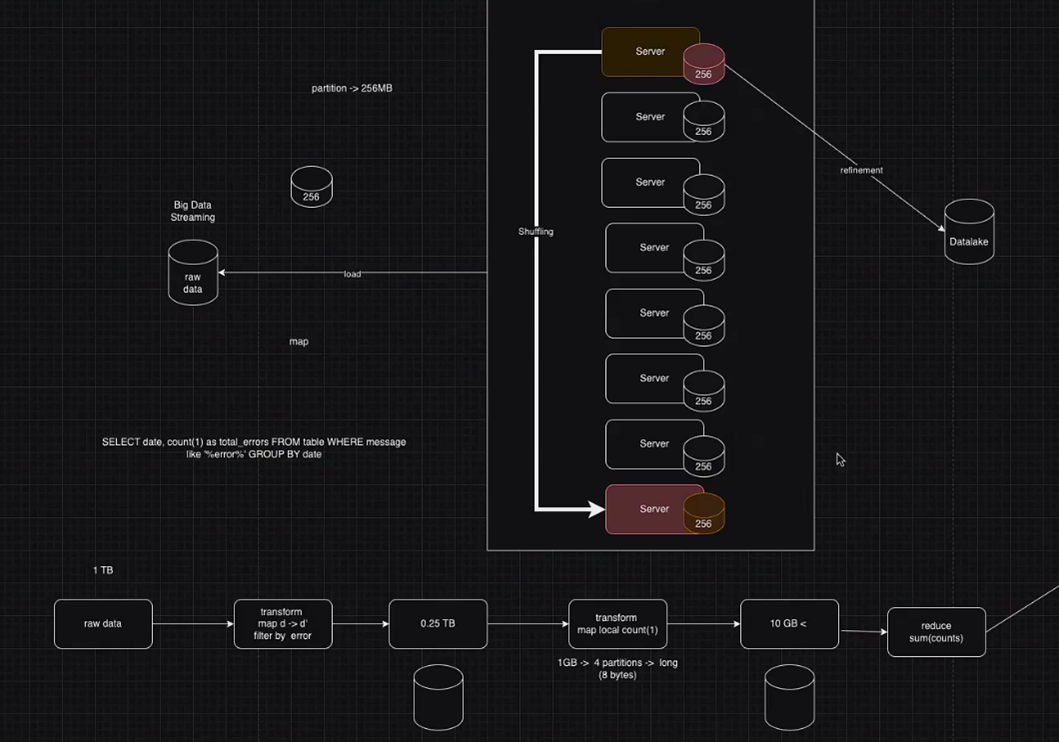 Server
256
partition -> 256MB
Server
256
refinement
Server
256
256
Big Data
Streaming
Shuffling
Server
256
Datalake
raw
data
load
Server
256
map
Server
256
SELECT date, count(1) as total_errors FROM table WHERE message
like '%error%' GROUP BY date
Server
256
Server
256
1 TB
raw data
transform
map d -> d'
filter by error
0.25 TB
transform
map local count(1)
10 GB <
reduce
sum(counts)
1GB -> 4 partitions -> long
(8 bytes)